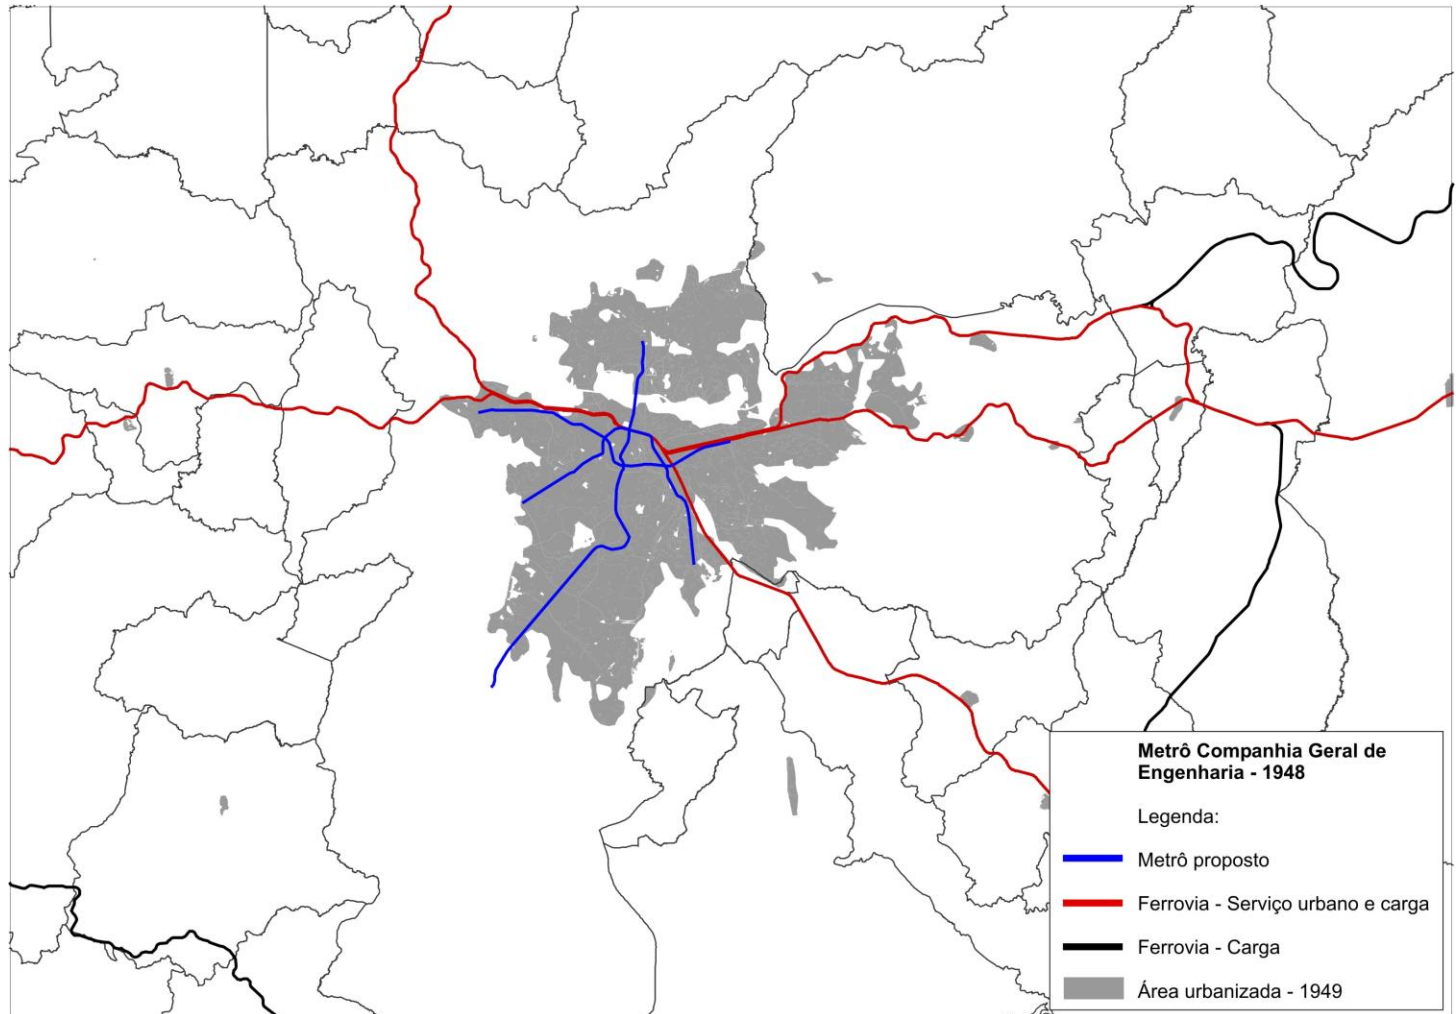 Metrô Companhia Geral de
Engenharia - 1948
Legenda:
Metrô proposto
Ferrovia - Serviço urbano e carga
Ferrovia - Carga
Área urbanizada - 1949